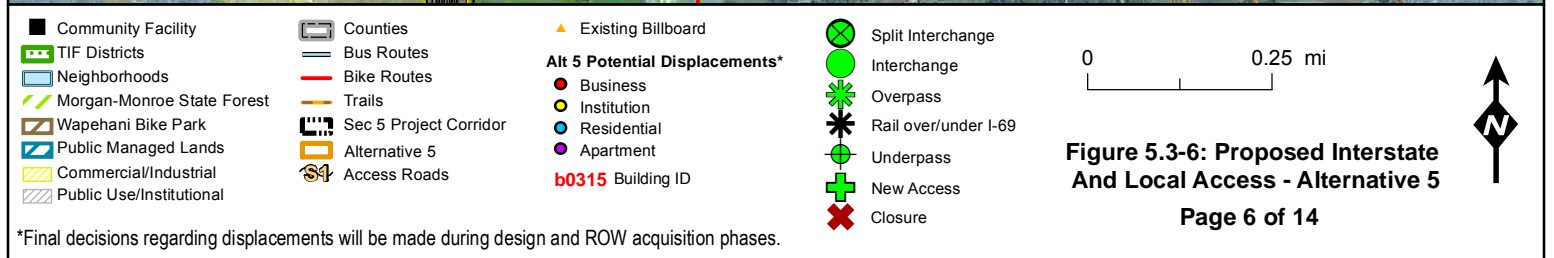 Community Facility
TIF Districts
Neighborhoods
Morgan-Monroe State Forest
Wapehani Bike Park
Public Managed Lands
Commercial/Industrial
Public Use/Institutional
Counties
Bus Routes
Bike Routes
Trails
Sec 5 Project Corridor
Alternative 5
S1 Access Roads
Existing Billboard
Alt 5 Potential Displacements*
Business
Institution
Residential
Apartment
b0315 Building ID
Split Interchange
Interchange
Overpass
Rail over/under I-69
Underpass
New Access
Closure
0 0.25 mi
Figure 5.3-6: Proposed Interstate
And Local Access - Alternative 5
Page 6 of 14
N
*Final decisions regarding displacements will be made during design and ROW acquisition phases.